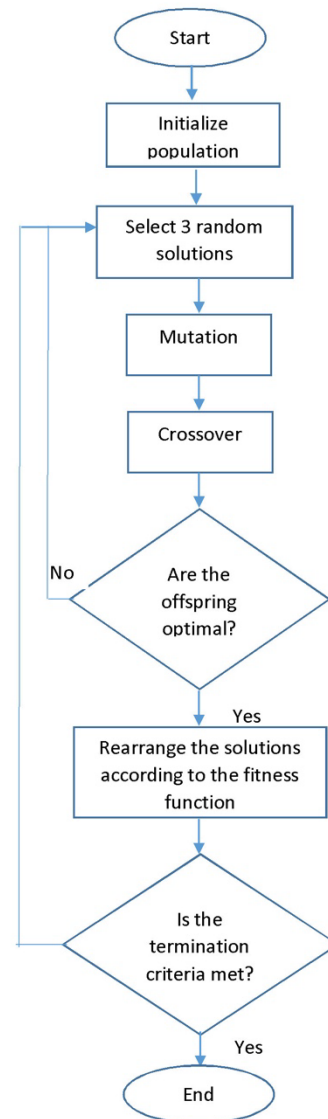 Start
Initialize
population
Select 3 random
solutions
Mutation
Crossover
No
Are the
offspring
optimal?
Yes
Rearrange the solutions
according to the fitness
function
Is the
termination
criteria met?
Yes
End